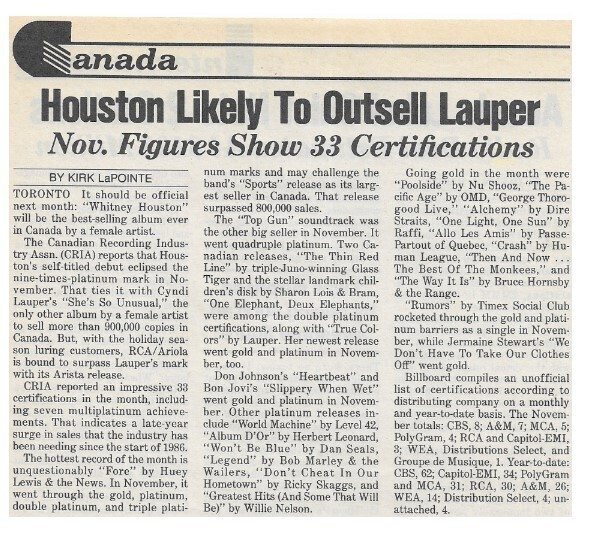 Canada
Houston Likely To Outsell Lauper
Nov. Figures Show 33 Certifications
BY KIRK LaPOINTE
TORONTO It should be official
next month: “Whitney Houston”
will be the best-selling album ever
in Canada by a female artist.
The Canadian Recording Indus-
try Assn. (CRIA) reports that Hous-
ton's self-titled debut eclipsed the
nine-times-platinum mark in No-
vember. That ties it with Cyndi
Lauper's “She's So Unusual,” the
only other album by a female artist
to sell more than 900,000 copies in
Canada. But, with the holiday sea-
son luring customers, RCA/Ariola
is bound to surpass Lauper's mark
with its Arista release.
CRIA reported an impressive 33
certifications in the month, includ-
ing seven multiplatinum achieve-
ments. That indicates a late-year
surge in sales that the industry has
been needing since the start of 1986.
The hottest record of the month is
unquestionably “Fore” by Huey
Lewis & the News. In November, it
went through the gold, platinum,
double platinum, and triple plati-
num marks and may challenge the
band's “Sports” release as its larg-
est seller in Canada. That release
surpassed 800,000 sales.
The “Top Gun” soundtrack was
the other big seller in November. It
went quadruple platinum. Two Ca-
nadian releases, “The Thin Red
Line” by triple-Juno-winning Glass
Tiger and the stellar landmark chil-
dren's disk by Sharon Lois & Bram,
“One Elephant, Deux Elephants,”
were among the double platinum
certifications, along with “True Col-
ors” by Lauper. Her newest release
went gold and platinum in Novem-
ber, too.
Don Johnson's “Heartbeat” and
Bon Jovi's “Slippery When Wet”
went gold and platinum in Novem-
ber. Other platinum releases in-
clude “World Machine” by Level 42,
“Album D'Or” by Herbert Leonard,
“Won't Be Blue” by Dan Seals,
“Legend” by Bob Marley & the
Wailers, “Don't Cheat In Our
Hometown” by Ricky Skaggs, and
“Greatest Hits (And Some That Will
Be)” by Willie Nelson.
Going gold in the month were
“Poolside” by Nu Shooz, “The Pa-
cific Age” by OMD, “George Thoro-
good Live,” “Alchemy” by Dire
Straits, “One Light, One Sun” by
Raffi, “Allo Les Amis” by Passe-
Partout of Quebec, “Crash” by Hu-
man League, “Then And Now . . .
The Best Of The Monkees,” and
“The Way It Is” by Bruce Hornsby
& the Range.
“Rumors” by Timex Social Club
rocketed through the gold and plati-
num barriers as a single in Novem-
ber, while Jermaine Stewart's “We
Don't Have To Take Our Clothes
Off” went gold.
Billboard compiles an unofficial
list of certifications according to
distributing company on a monthly
and year-to-date basis. The Novem-
ber totals: CBS, 8; A&M, 7; MCA, 5;
PolyGram, 4; RCA and Capitol-EMI,
3; WEA, Distributions Select, and
Groupe de Musique, 1. Year-to-date:
CBS, 62; Capitol-EMI, 34; PolyGram
and MCA, 31; RCA, 30; A&M, 26;
WEA, 14; Distribution Select, 4; un-
attached, 4.